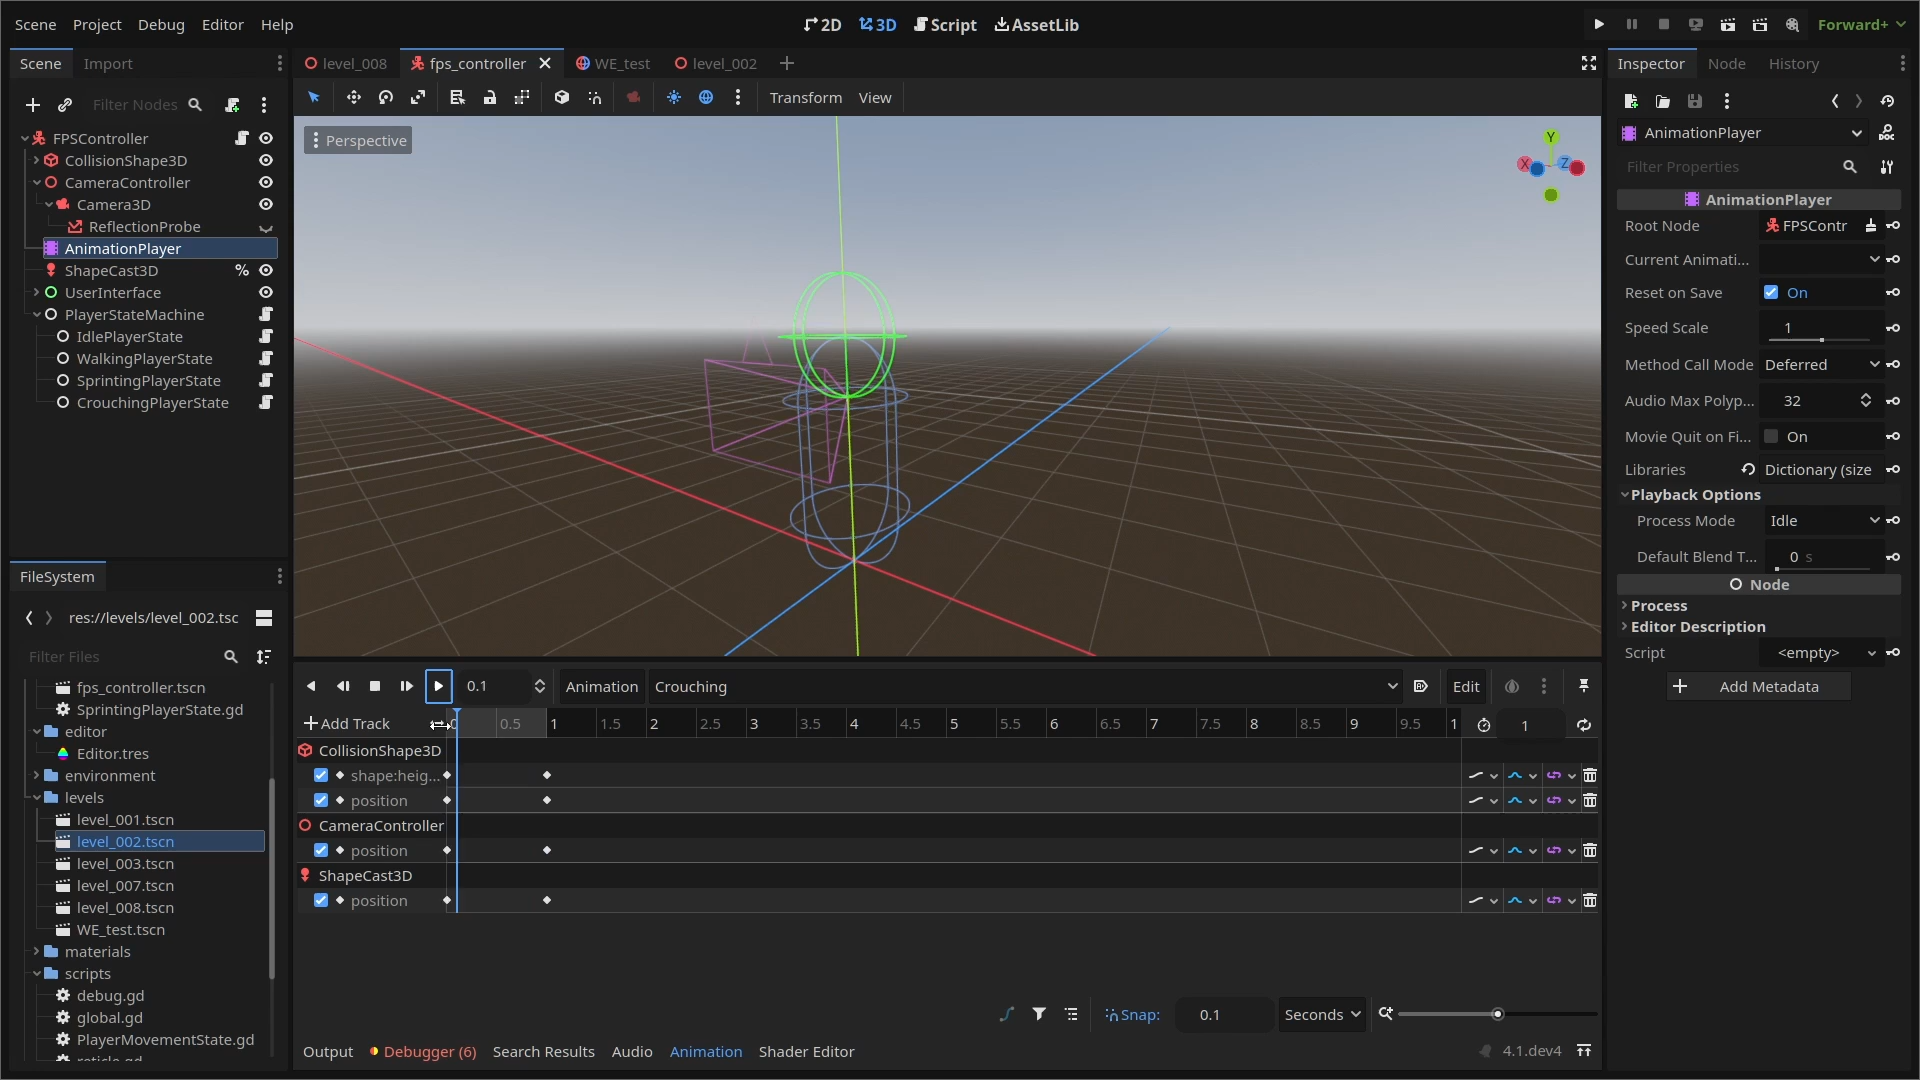 Scene Project Debug Editor Help
2D 3D Script AssetLib
Forward+
Scene Import
level_008 fps_controller WE_test level_002
Inspector Node History
Filter Nodes
Transform View
FPSController
CollisionShape3D
CameraController
Camera3D
ReflectionProbe
AnimationPlayer
ShapeCast3D %
UserInterface
PlayerStateMachine
IdlePlayerState
WalkingPlayerState
SprintingPlayerState
CrouchingPlayerState
Perspective
Y
X Z
AnimationPlayer
Filter Properties
AnimationPlayer
Root Node FPSContr
Current Animati...
Reset on Save On
Speed Scale 1
Method Call Mode Deferred
Audio Max Polyp... 32
Movie Quit on Fi... On
Libraries Dictionary (size
Playback Options
Process Mode Idle
Default Blend T... 0 s
Node
Process
Editor Description
Script <empty>
Add Metadata
FileSystem
res://levels/level_002.tsc
Filter Files
fps_controller.tscn
SprintingPlayerState.gd
editor
Editor.tres
environment
levels
level_001.tscn
level_002.tscn
level_003.tscn
level_007.tscn
level_008.tscn
WE_test.tscn
materials
scripts
debug.gd
global.gd
PlayerMovementState.gd
0.1 Animation Crouching Edit
Add Track 0.5 1 1.5 2 2.5 3 3.5 4 4.5 5 5.5 6 6.5 7 7.5 8 8.5 9 9.5 1 1
CollisionShape3D
shape:heig...
position
CameraController
position
ShapeCast3D
position
Snap: 0.1 Seconds
Output Debugger (6) Search Results Audio Animation Shader Editor 4.1.dev4